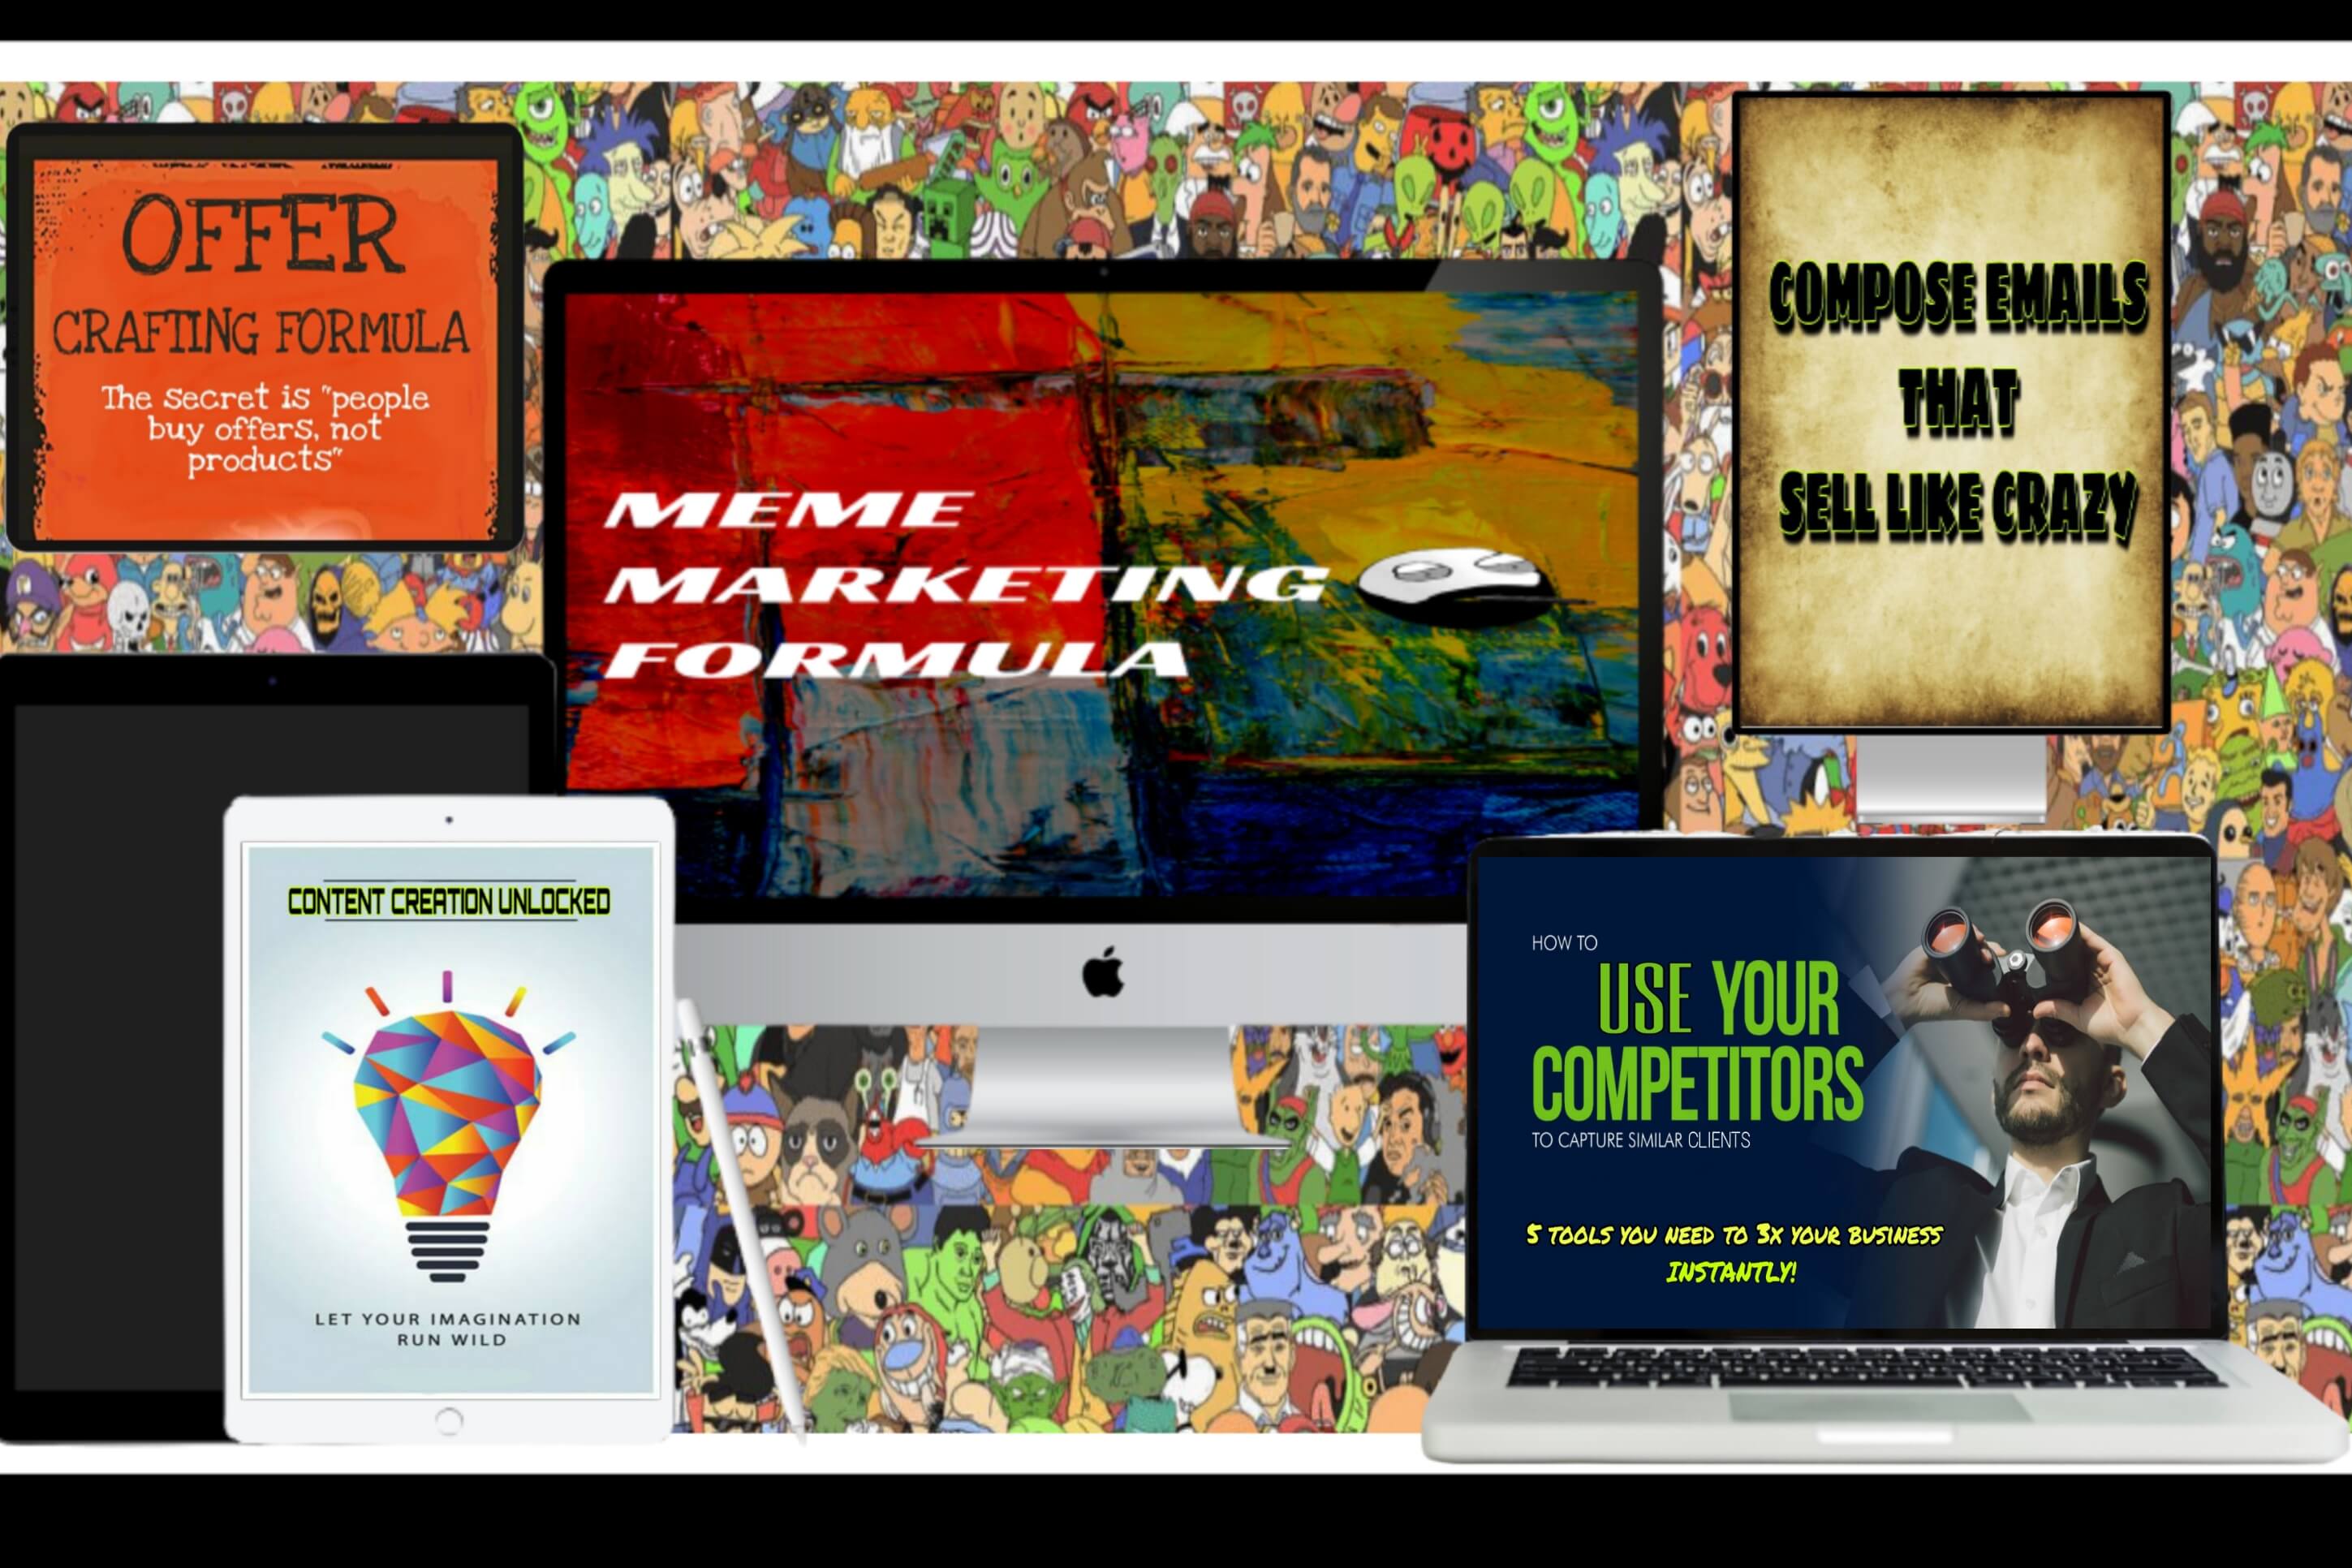 OFFER
CRAFTING FORMULA
The secret is "people
buy offers, not
products"
MEME
MARKETING
FORMULA
COMPOSE EMAILS
THAT
SELL LIKE CRAZY
CONTENT CREATION UNLOCKED
LET YOUR IMAGINATION
RUN WILD
HOW TO
USE YOUR
COMPETITORS
TO CAPTURE SIMILAR CLIENTS
5 TOOLS YOU NEED TO 3X YOUR BUSINESS
INSTANTLY!